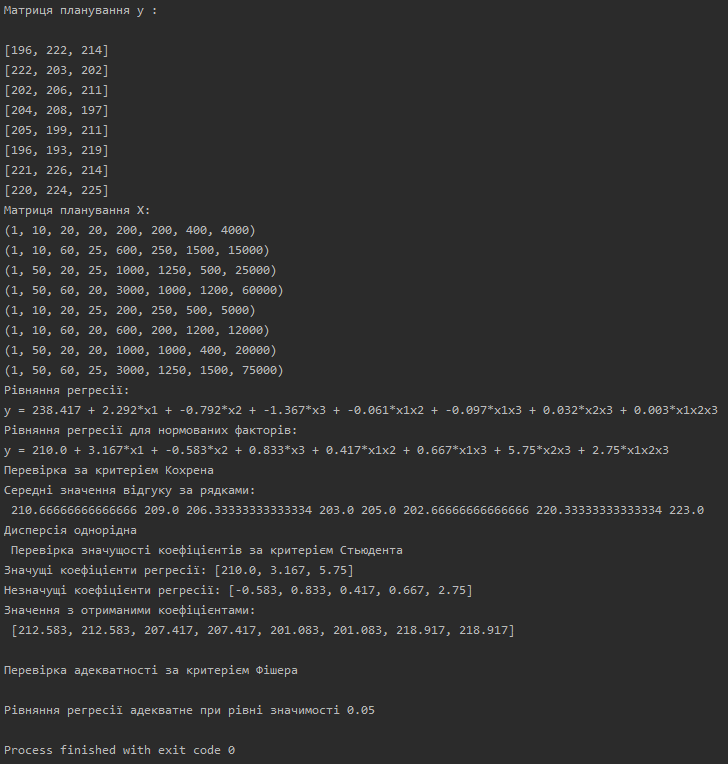 Матриця планування y :
[196, 222, 214]
[222, 203, 202]
[202, 206, 211]
[204, 208, 197]
[205, 199, 211]
[196, 193, 219]
[221, 226, 214]
[220, 224, 225]
Матриця планування X:
(1, 10, 20, 20, 200, 200, 400, 4000)
(1, 10, 60, 25, 600, 250, 1500, 15000)
(1, 50, 20, 25, 1000, 1250, 500, 25000)
(1, 50, 60, 20, 3000, 1000, 1200, 60000)
(1, 10, 20, 25, 200, 250, 500, 5000)
(1, 10, 60, 20, 600, 200, 1200, 12000)
(1, 50, 20, 20, 1000, 1000, 400, 20000)
(1, 50, 60, 25, 3000, 1250, 1500, 75000)
Рівняння регресії:
y = 238.417 + 2.292*x1 + -0.792*x2 + -1.367*x3 + -0.061*x1x2 + -0.097*x1x3 + 0.032*x2x3 + 0.003*x1x2x3
Рівняння регресії для нормованих факторів:
y = 210.0 + 3.167*x1 + -0.583*x2 + 0.833*x3 + 0.417*x1x2 + 0.667*x1x3 + 5.75*x2x3 + 2.75*x1x2x3
Перевірка за критерієм Кохрена
Середні значення відгуку за рядками:
210.66666666666666 209.0 206.33333333333334 203.0 205.0 202.66666666666666 220.33333333333334 223.0
Дисперсія однорідна
Перевірка значущості коефіцієнтів за критерієм Стьюдента
Значущі коефіцієнти регресії: [210.0, 3.167, 5.75]
Незначущі коефіцієнти регресії: [-0.583, 0.833, 0.417, 0.667, 2.75]
Значення з отриманими коефіцієнтами:
[212.583, 212.583, 207.417, 207.417, 201.083, 201.083, 218.917, 218.917]
Перевірка адекватності за критерієм Фішера
Рівняння регресії адекватне при рівні значимості 0.05
Process finished with exit code 0